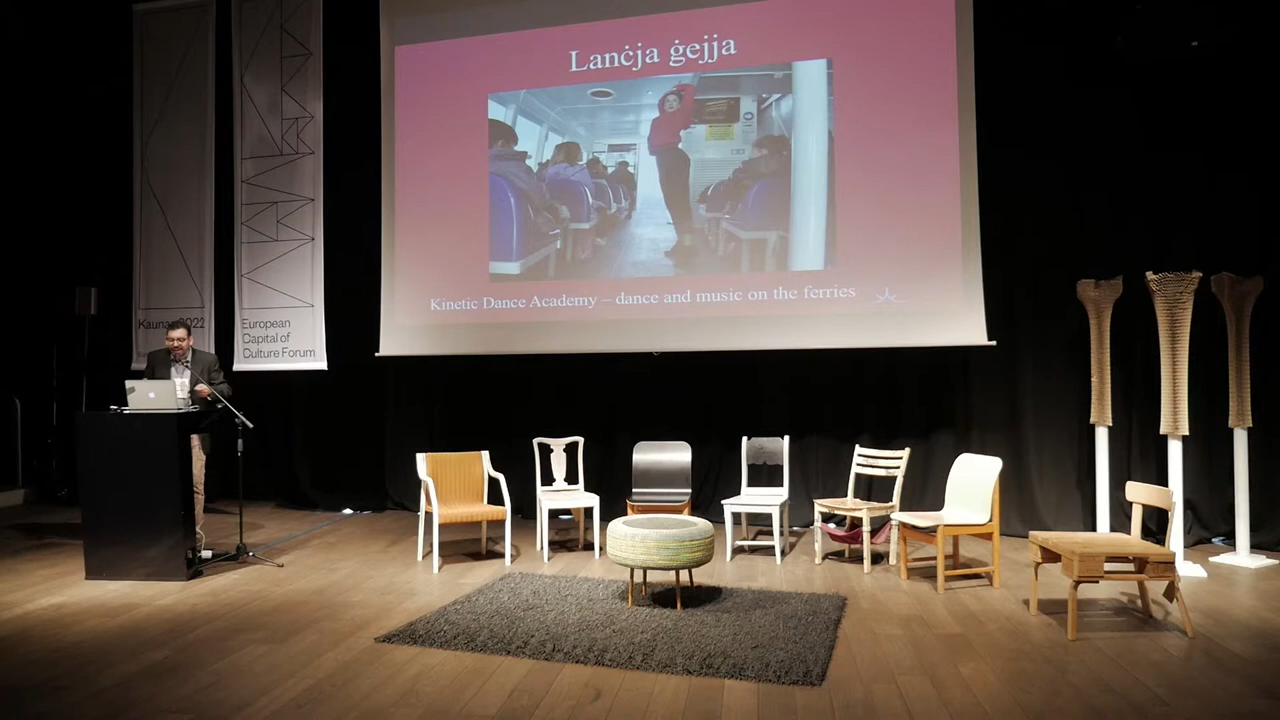 Lanċja ġejja
Kinetic Dance Academy – dance and music on the ferries
Kaunas 2022
European
Capital of
Culture Forum